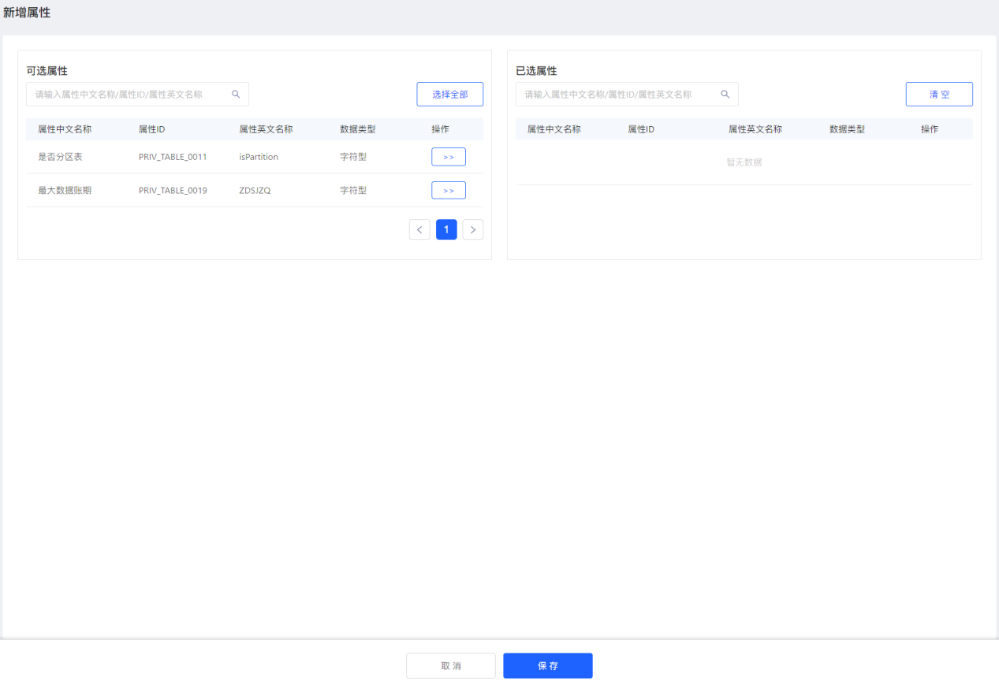 新增属性
可选属性
请输入属性中文名称/属性ID/属性英文名称
选择全部
属性中文名称 属性ID 属性英文名称 数据类型 操作
是否分区表 PRIV_TABLE_0011 isPartition 字符型 >>
最大数据账期 PRIV_TABLE_0019 ZDSJZQ 字符型 >>
< 1 >
已选属性
请输入属性中文名称/属性ID/属性英文名称
清 空
属性中文名称 属性ID 属性英文名称 数据类型 操作
暂无数据
取 消 保 存